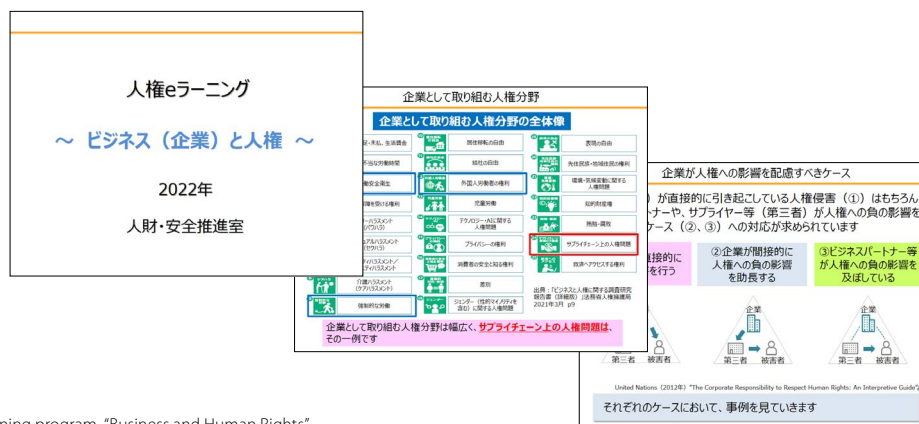 人権eラーニング
～ ビジネス（企業）と人権 ～
2022年
人財・安全推進室
企業として取り組む人権分野
企業として取り組む人権分野の全体像
居住移転の自由
表現の自由
結社の自由
先住民族・地域住民の権利
外国人労働者の権利
環境・気候変動に関する
人権問題
児童労働
知的財産権
テクノロジー・AIに関する
人権問題
賄賂・腐敗
プライバシーの権利
サプライチェーン上の人権問題
消費者の安全と知る権利
救済へアクセスする権利
介護ハラスメント
(ケアハラスメント)
差別
強制的な労働
ジェンダー（性的マイノリティを
含む）に関する人権問題
出典：「ビジネスと人権に関する調査研究
報告書（詳細版）」法務省人権擁護局
2021年3月 p9
企業として取り組む人権分野は幅広く、サプライチェーン上の人権問題は、
その一例です
企業が人権への影響を配慮すべきケース
）が直接的に引き起こしている人権侵害（①）はもちろん
トナーや、サプライヤー等（第三者）が人権への負の影響を
ケース（②、③）への対応が求められています
②企業が間接的に
人権への負の影響
を助長する
③ビジネスパートナー等
が人権への負の影響を
及ぼしている
企業
企業
第三者 被害者
第三者 被害者
第三者 被害者
United Nations（2012年）"The Corporate Responsibility to Respect Human Rights: An Interpretive Guide"
それぞれのケースにおいて、事例を見ていきます
ning program, "Business and Human Rights"